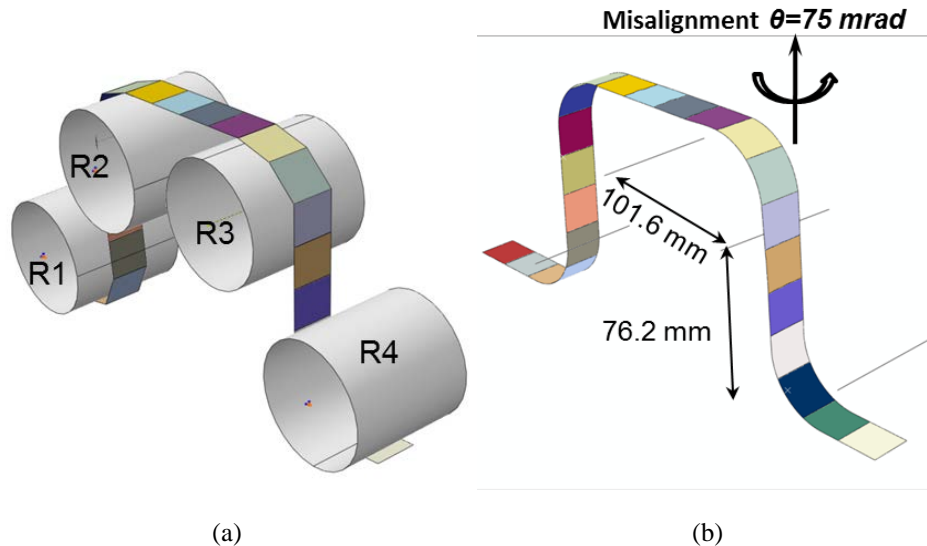 Misalignment θ=75 mrad
R2
R3
R1
R4
101.6 mm
76.2 mm
(a)
(b)